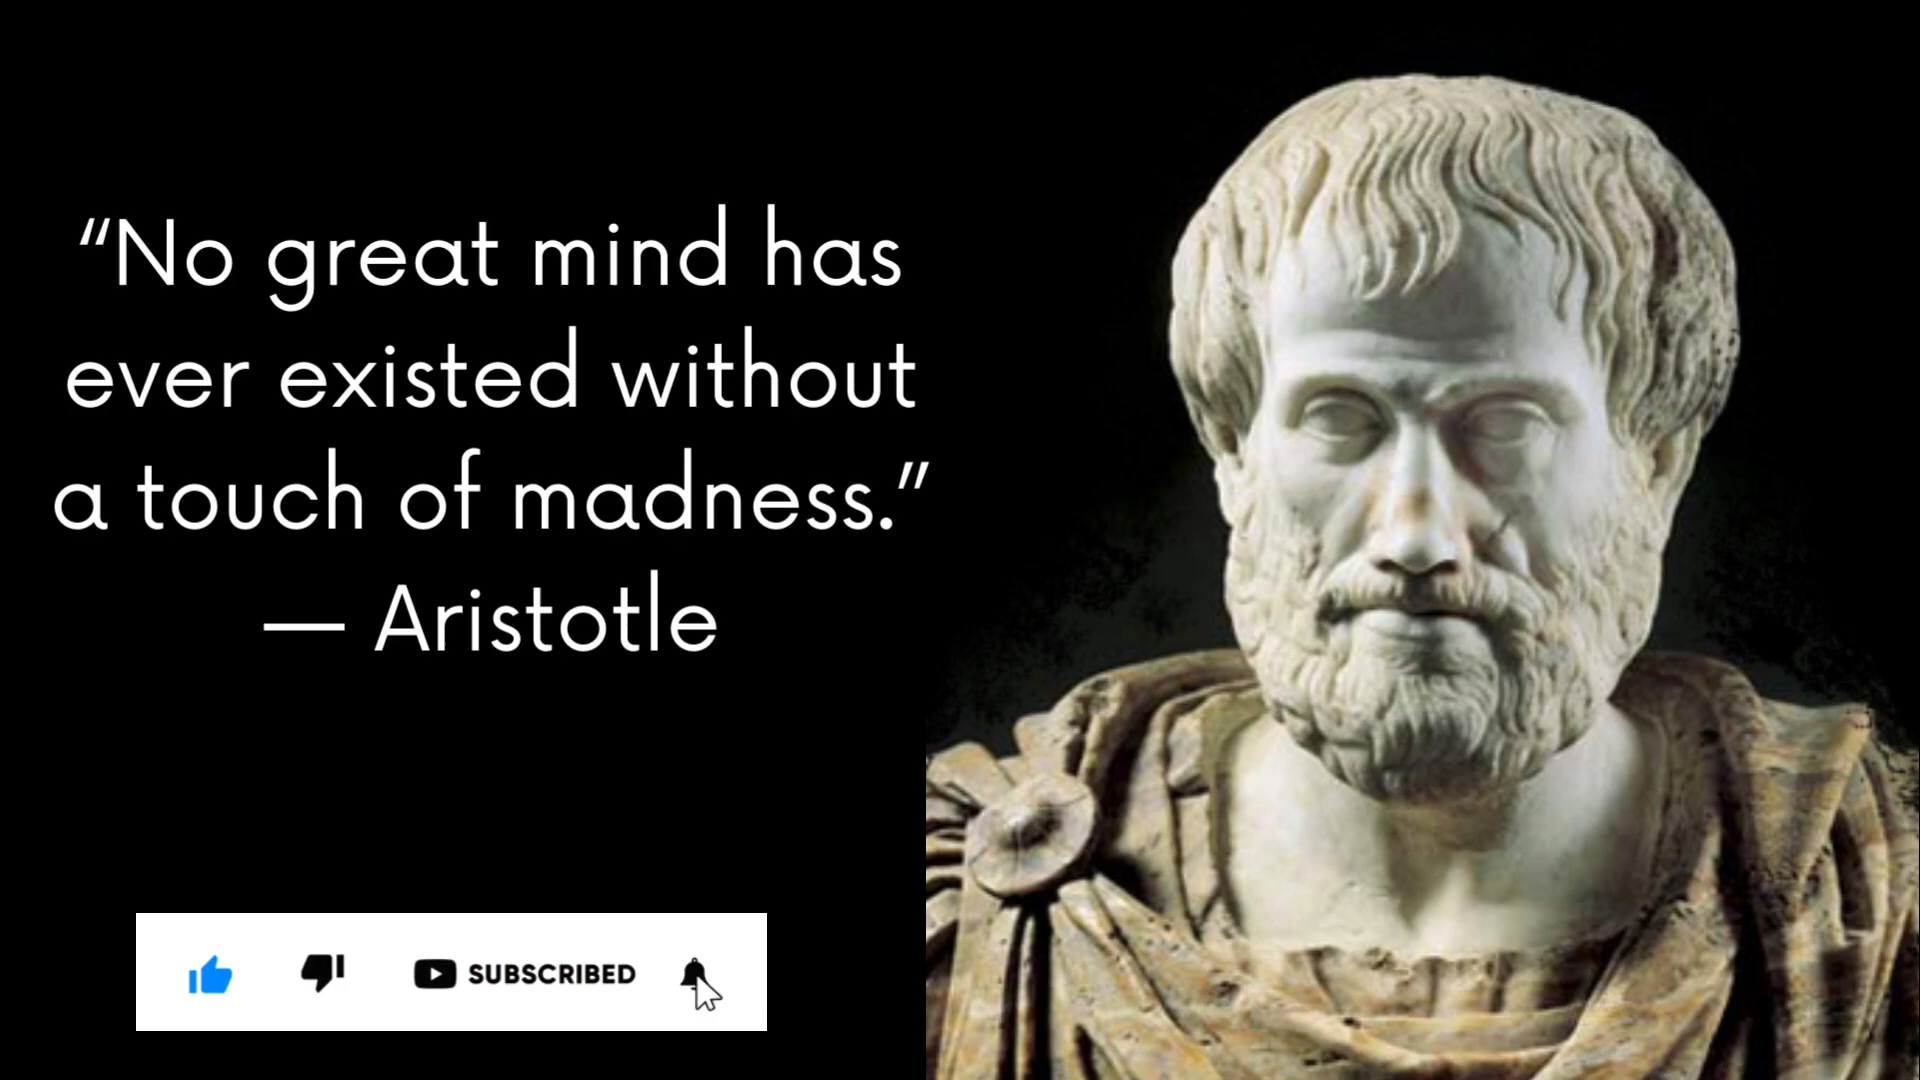 “No great mind has
ever existed without
a touch of madness.”
— Aristotle
SUBSCRIBED